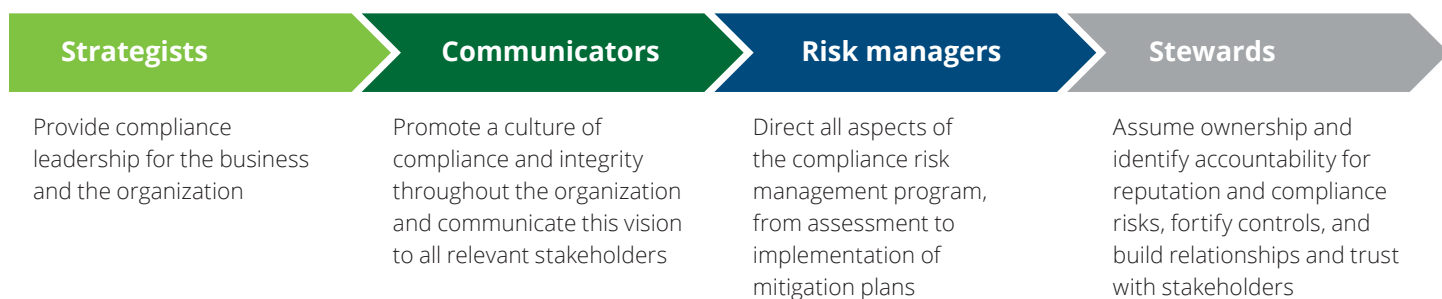 Strategists
Provide compliance
leadership for the business
and the organization
Communicators
Promote a culture of
compliance and integrity
throughout the organization
and communicate this vision
to all relevant stakeholders
Risk managers
Direct all aspects of
the compliance risk
management program,
from assessment to
implementation of
mitigation plans
Stewards
Assume ownership and
identify accountability for
reputation and compliance
risks, fortify controls, and
build relationships and trust
with stakeholders